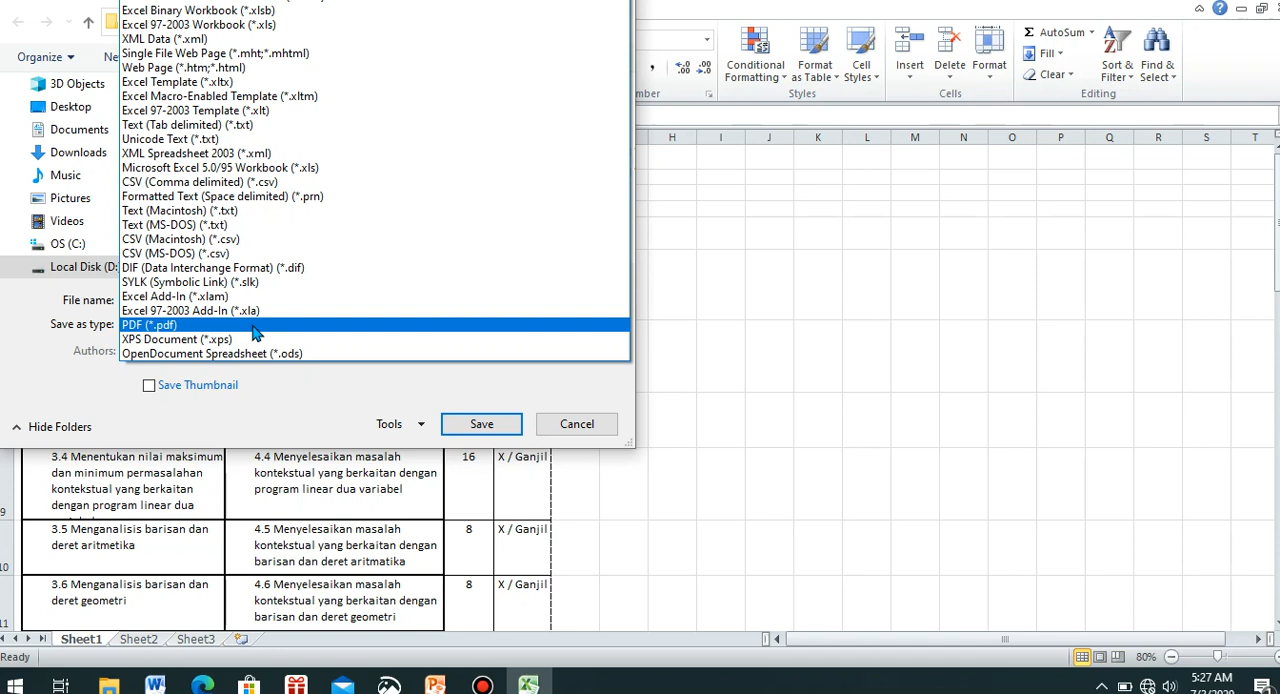 Excel Binary Workbook (*.xlsb)
Excel 97-2003 Workbook (*.xls)
XML Data (*.xml)
Single File Web Page (*.mht;*.mhtml)
Web Page (*.htm;*.html)
Excel Template (*.xltx)
Excel Macro-Enabled Template (*.xltm)
Excel 97-2003 Template (*.xlt)
Text (Tab delimited) (*.txt)
Unicode Text (*.txt)
XML Spreadsheet 2003 (*.xml)
Microsoft Excel 5.0/95 Workbook (*.xls)
CSV (Comma delimited) (*.csv)
Formatted Text (Space delimited) (*.prn)
Text (Macintosh) (*.txt)
Text (MS-DOS) (*.txt)
CSV (Macintosh) (*.csv)
CSV (MS-DOS) (*.csv)
DIF (Data Interchange Format) (*.dif)
SYLK (Symbolic Link) (*.slk)
Excel Add-In (*.xlam)
Excel 97-2003 Add-In (*.xla)
PDF (*.pdf)
XPS Document (*.xps)
OpenDocument Spreadsheet (*.ods)
Organize
Ne
3D Objects
Desktop
Documents
Downloads
Music
Pictures
Videos
OS (C:)
Local Disk (D:
File name:
Save as type:
Authors:
Save Thumbnail
Hide Folders
Tools
Save
Cancel
Conditional
Formatting
Format
as Table
Cell
Styles
Styles
mber
Insert
Delete
Format
Cells
AutoSum
Fill
Clear
Sort &
Filter
Find &
Select
Editing
H I J K L M N O P Q R S T
9
3.4 Menentukan nilai maksimum
dan minimum permasalahan
kontekstual yang berkaitan
dengan program linear dua
4.4 Menyelesaikan masalah
kontekstual yang berkaitan dengan
program linear dua variabel
16
X / Ganjil
10
3.5 Menganalisis barisan dan
deret aritmetika
4.5 Menyelesaikan masalah
kontekstual yang berkaitan dengan
barisan dan deret aritmatika
8
X / Ganjil
11
3.6 Menganalisis barisan dan
deret geometri
4.6 Menyelesaikan masalah
kontekstual yang berkaitan dengan
barisan dan deret geometri
8
X / Ganjil
Sheet1 Sheet2 Sheet3
Ready
80%
5:27 AM